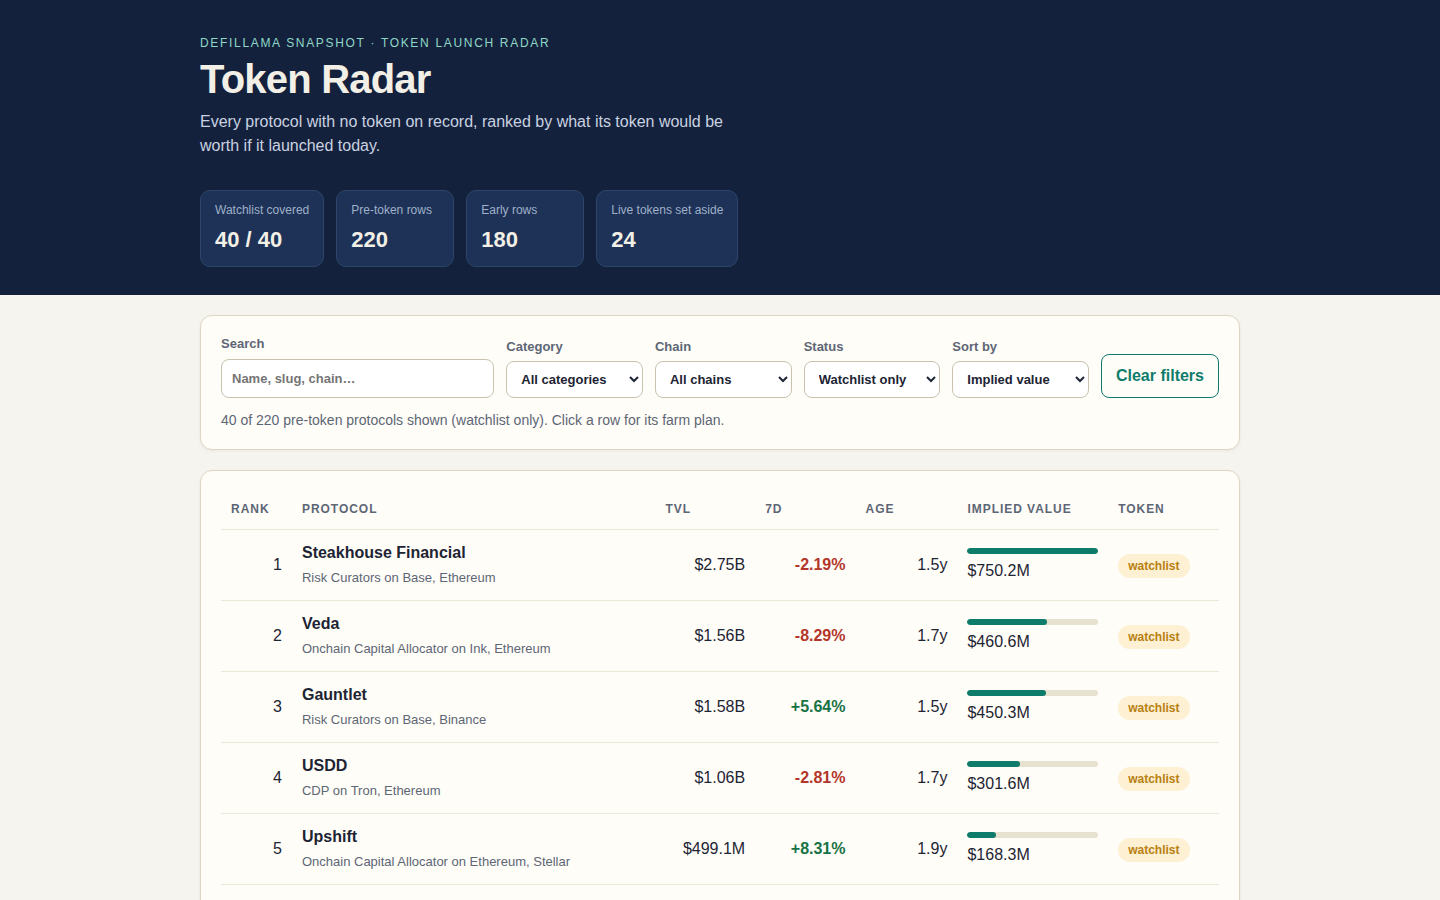 DEFILLAMA SNAPSHOT · TOKEN LAUNCH RADAR
Token Radar
Every protocol with no token on record, ranked by what its token would be
worth if it launched today.
Watchlist covered
40 / 40
Pre-token rows
220
Early rows
180
Live tokens set aside
24
Search
Name, slug, chain…
Category
All categories
Chain
All chains
Status
Watchlist only
Sort by
Implied value
Clear filters
40 of 220 pre-token protocols shown (watchlist only). Click a row for its farm plan.
RANK PROTOCOL TVL 7D AGE IMPLIED VALUE TOKEN
1 Steakhouse Financial $2.75B -2.19% 1.5y $750.2M watchlist
Risk Curators on Base, Ethereum
2 Veda $1.56B -8.29% 1.7y $460.6M watchlist
Onchain Capital Allocator on Ink, Ethereum
3 Gauntlet $1.58B +5.64% 1.5y $450.3M watchlist
Risk Curators on Base, Binance
4 USDD $1.06B -2.81% 1.7y $301.6M watchlist
CDP on Tron, Ethereum
5 Upshift $499.1M +8.31% 1.9y $168.3M watchlist
Onchain Capital Allocator on Ethereum, Stellar